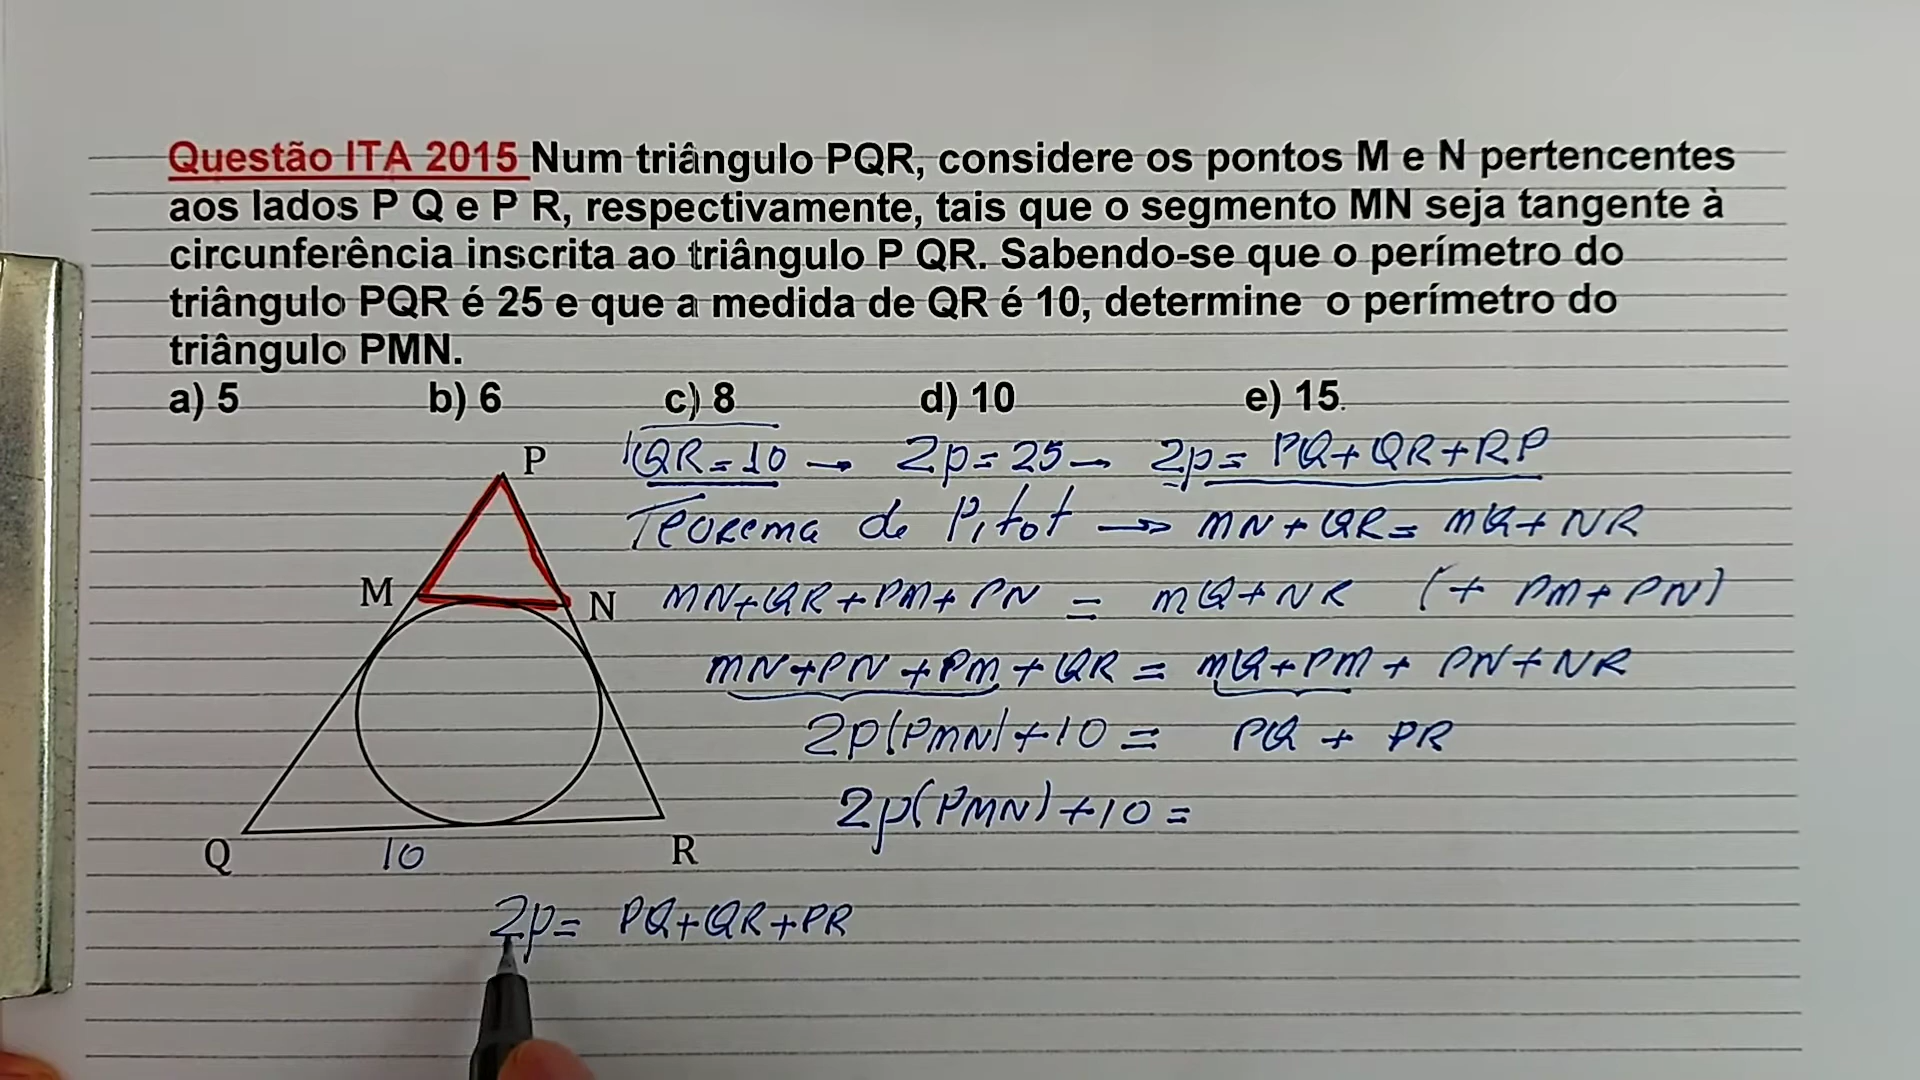 Questão ITA 2015 Num triângulo PQR, considere os pontos M e N pertencentes
aos lados P Q e P R, respectivamente, tais que o segmento MN seja tangente à
circunferência inscrita ao triângulo P QR. Sabendo-se que o perímetro do
triângulo PQR é 25 e que a medida de QR é 10, determine o perímetro do
triângulo PMN.
a) 5 b) 6 c) 8 d) 10 e) 15.
QR = 10 → 2p = 25 → 2p = PQ + QR + RP
Teorema de Pitot → MN + QR = MQ + NR
MN + QR + PM + PN = MQ + NR (+ PM + PN)
MN + PN + PM + QR = MQ + PM + PN + NR
2p(PMN) + 10 = PQ + PR
2p(PMN) + 10 =
P
M
N
Q
10
R
2p = PQ + QR + PR